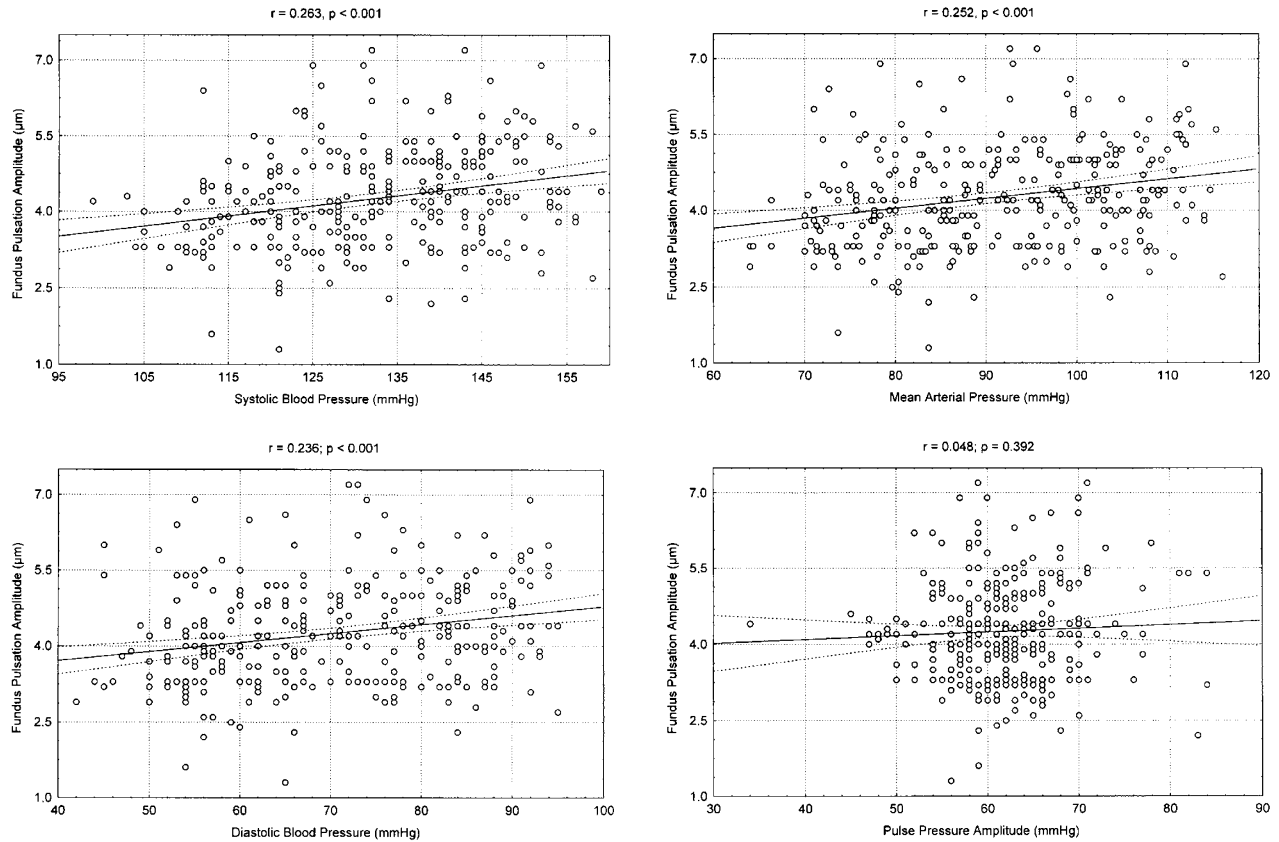 r = 0.263, p < 0.001
Fundus Pulsation Amplitude (µm)
7.0
5.5
4.0
2.5
1.0
95 105 115 125 135 145 155
Systolic Blood Pressure (mmHg)
r = 0.252, p < 0.001
Fundus Pulsation Amplitude (µm)
7.0
5.5
4.0
2.5
1.0
60 70 80 90 100 110 120
Mean Arterial Pressure (mmHg)
r = 0.236; p < 0.001
Fundus Pulsation Amplitude (µm)
7.0
5.5
4.0
2.5
1.0
40 50 60 70 80 90 100
Diastolic Blood Pressure (mmHg)
r = 0.048; p = 0.392
Fundus Pulsation Amplitude (µm)
7.0
5.5
4.0
2.5
1.0
30 40 50 60 70 80 90
Pulse Pressure Amplitude (mmHg)